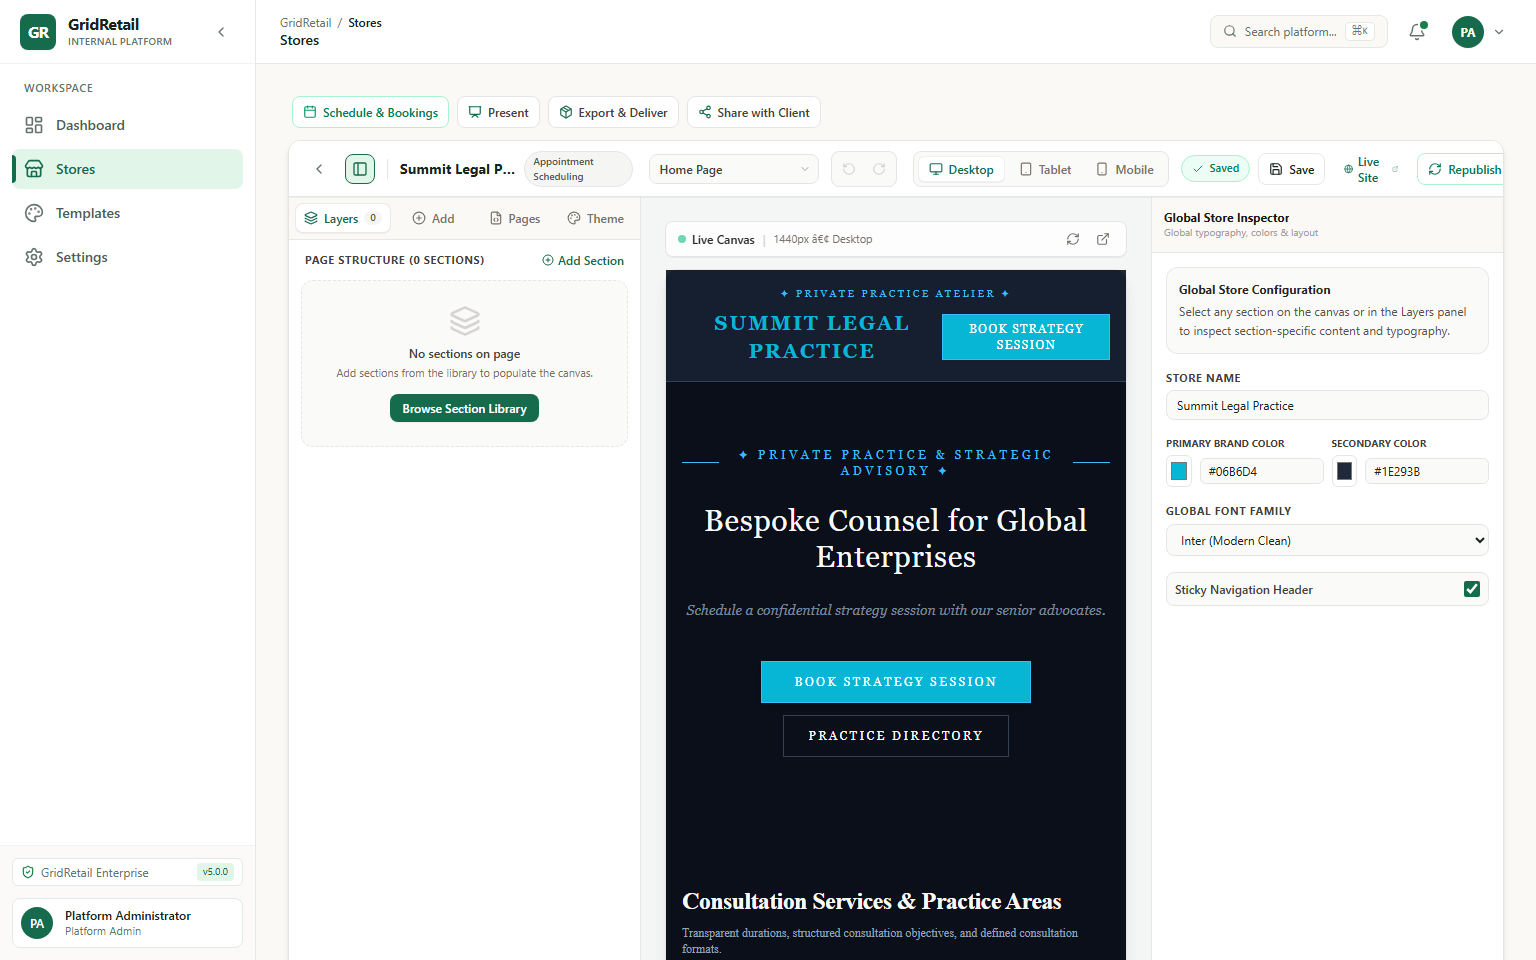 GR
GridRetail
INTERNAL PLATFORM
WORKSPACE
Dashboard
Stores
Templates
Settings
GridRetail Enterprise
v5.0.0
PA
Platform Administrator
Platform Admin
GridRetail / Stores
Stores
Search platform...
⌘K
PA
Schedule & Bookings
Present
Export & Deliver
Share with Client
Summit Legal P...
Appointment
Scheduling
Home Page
Desktop
Tablet
Mobile
Saved
Save
Live
Site
Republish
Layers 0
Add
Pages
Theme
PAGE STRUCTURE (0 SECTIONS)
Add Section
No sections on page
Add sections from the library to populate the canvas.
Browse Section Library
Live Canvas | 1440px â€¢ Desktop
✦ PRIVATE PRACTICE ATELIER ✦
SUMMIT LEGAL
PRACTICE
BOOK STRATEGY
SESSION
✦ PRIVATE PRACTICE & STRATEGIC
ADVISORY ✦
Bespoke Counsel for Global
Enterprises
Schedule a confidential strategy session with our senior advocates.
BOOK STRATEGY SESSION
PRACTICE DIRECTORY
Consultation Services & Practice Areas
Transparent durations, structured consultation objectives, and defined consultation
formats.
Global Store Inspector
Global typography, colors & layout
Global Store Configuration
Select any section on the canvas or in the Layers panel
to inspect section-specific content and typography.
STORE NAME
Summit Legal Practice
PRIMARY BRAND COLOR
#06B6D4
SECONDARY COLOR
#1E293B
GLOBAL FONT FAMILY
Inter (Modern Clean)
Sticky Navigation Header